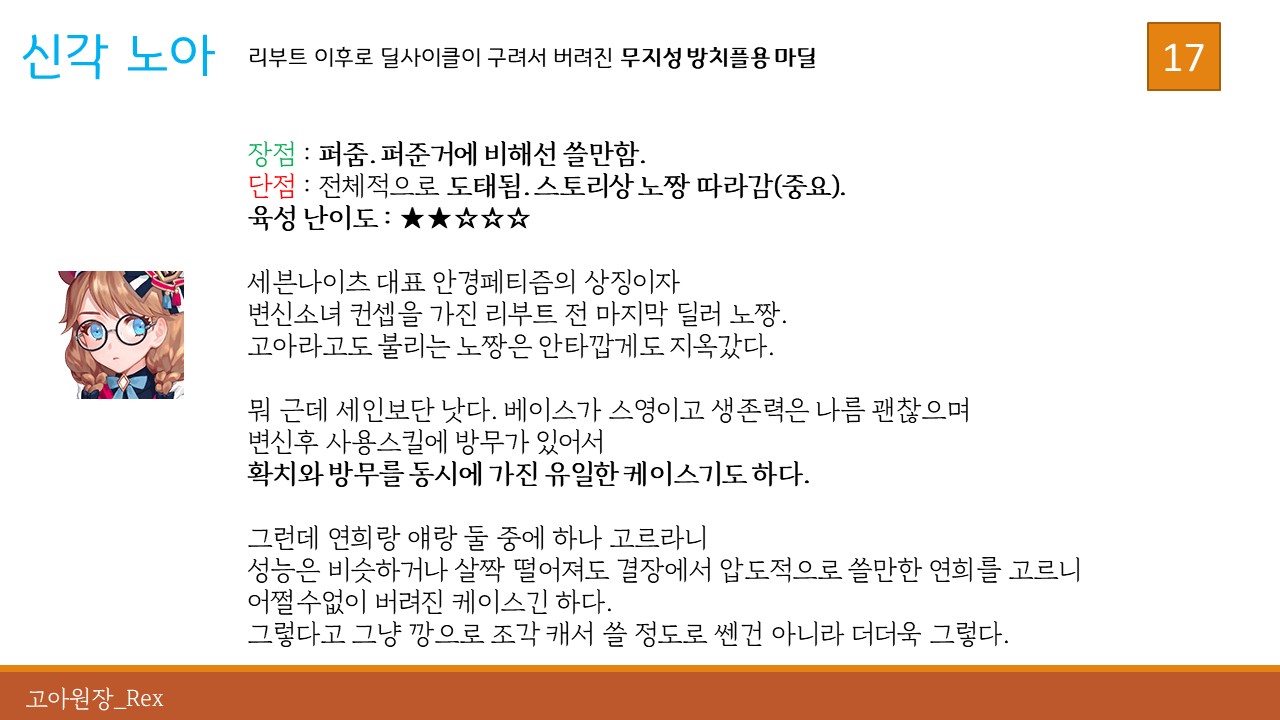 신각 노아
리부트 이후로 딜사이클이 구려서 버려진 무지성 방치플용 마딜
17
장점 : 퍼줌. 퍼준거에 비해선 쓸만함.
단점 : 전체적으로 도태됨. 스토리상 노짱 따라감(중요).
육성 난이도 : ★★☆☆☆
세븐나이츠 대표 안경페티즘의 상징이자
변신소녀 컨셉을 가진 리부트 전 마지막 딜러 노짱.
고아라고도 불리는 노짱은 안타깝게도 지옥갔다.
뭐 근데 세인보단 낫다. 베이스가 스영이고 생존력은 나름 괜찮으며
변신후 사용스킬에 방무가 있어서
확치와 방무를 동시에 가진 유일한 케이스기도 하다.
그런데 연희랑 얘랑 둘 중에 하나 고르라니
성능은 비슷하거나 살짝 떨어져도 결장에서 압도적으로 쓸만한 연희를 고르니
어쩔수없이 버려진 케이스긴 하다.
그렇다고 그냥 깡으로 조각 캐서 쓸 정도로 쎈건 아니라 더더욱 그렇다.
고아원장_Rex